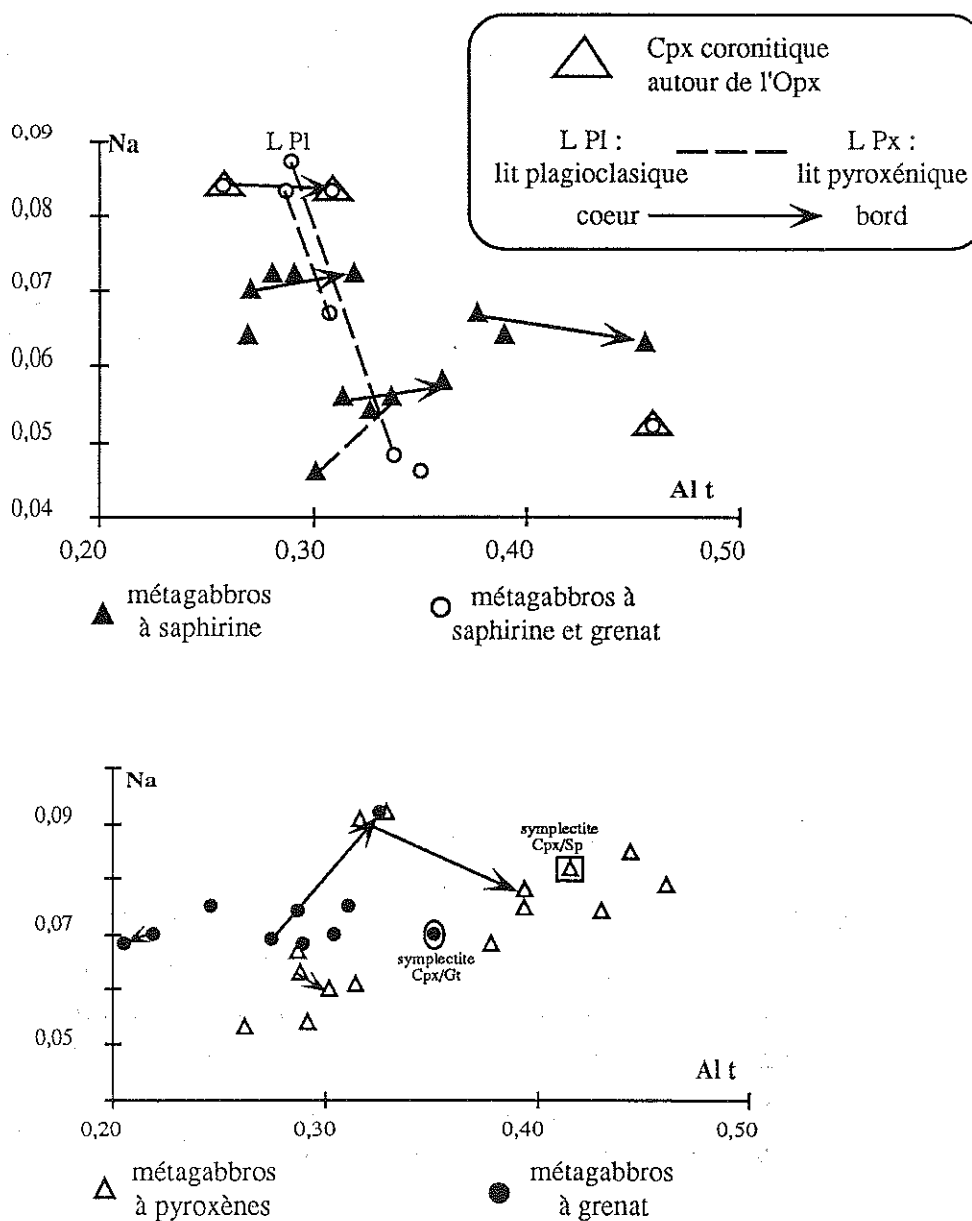 Cpx coronitique
autour de l'Opx
L Pl :
lit plagioclasique
L Px :
lit pyroxénique
coeur
bord
Na
L Pl
0,09
0,08
0,07
0,06
0,05
0,04
Al t
0,20
0,30
0,40
0,50
métagabbros
à saphirine
métagabbros à
saphirine et grenat
Na
0,09
0,07
0,05
symplectite
Cpx/Sp
symplectite
Cpx/Gt
Al t
0,20
0,30
0,40
0,50
métagabbros
à pyroxènes
métagabbros
à grenat